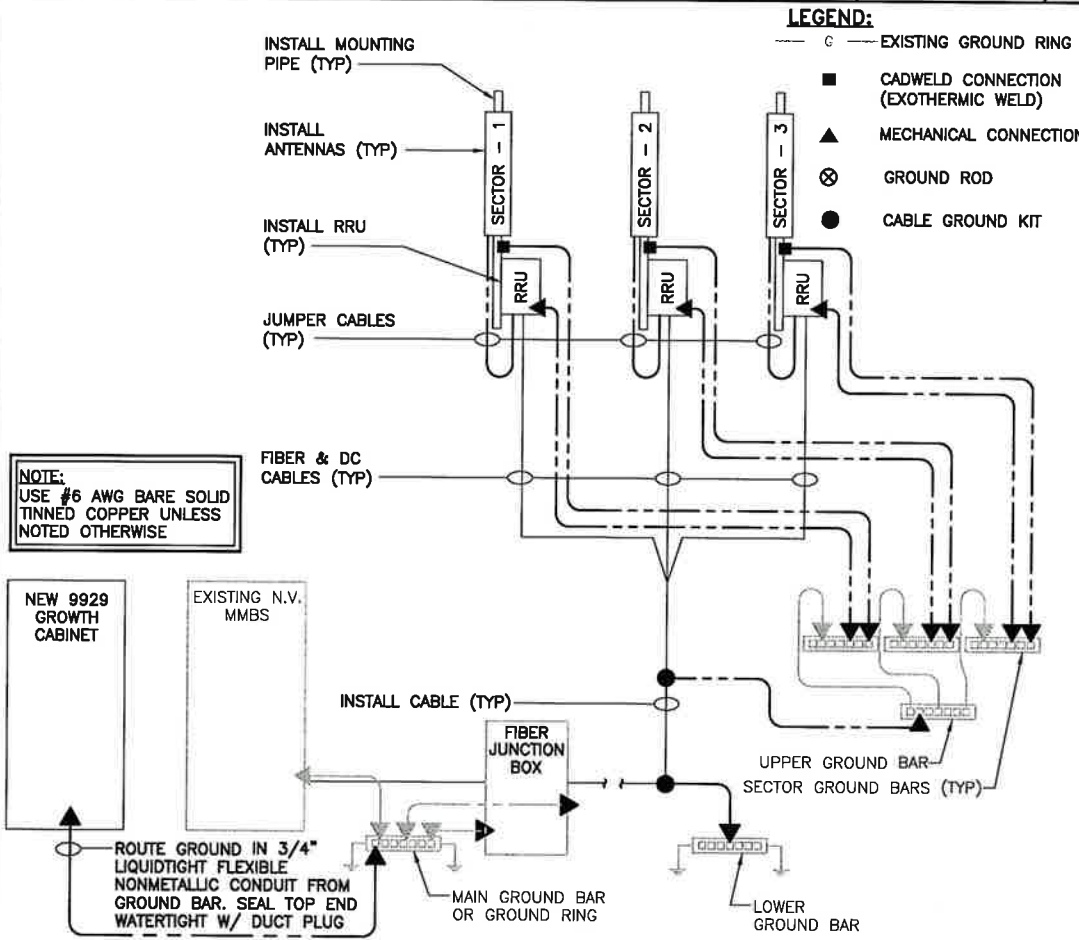 LEGEND:
G EXISTING GROUND RING
CADWELD CONNECTION
(EXOTHERMIC WELD)
MECHANICAL CONNECTION
GROUND ROD
CABLE GROUND KIT
INSTALL MOUNTING
PIPE (TYP)
INSTALL
ANTENNAS (TYP)
INSTALL RRU
(TYP)
JUMPER CABLES
(TYP)
SECTOR - 1
SECTOR - 2
SECTOR - 3
RRU
RRU
RRU
FIBER & DC
CABLES (TYP)
NOTE:
USE #6 AWG BARE SOLID
TINNED COPPER UNLESS
NOTED OTHERWISE
NEW 9929
GROWTH
CABINET
EXISTING N.V.
MMBS
INSTALL CABLE (TYP)
FIBER
JUNCTION
BOX
UPPER GROUND BAR
SECTOR GROUND BARS (TYP)
ROUTE GROUND IN 3/4"
LIQUIDTIGHT FLEXIBLE
NONMETALLIC CONDUIT FROM
GROUND BAR. SEAL TOP END
WATERTIGHT W/ DUCT PLUG
MAIN GROUND BAR
OR GROUND RING
LOWER
GROUND BAR